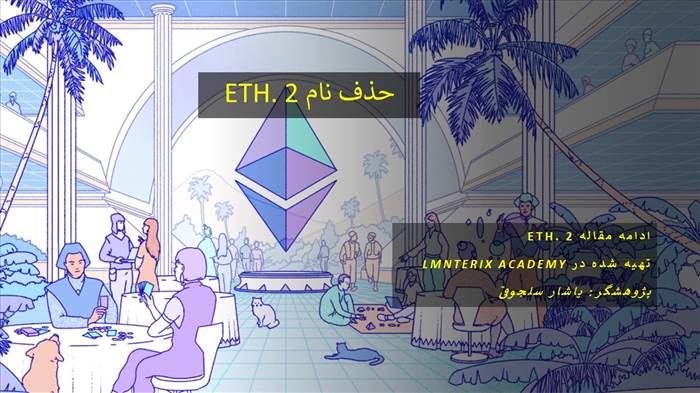 حذف نام ETH. 2
ادامه مقاله ETH. 2
تهیه شده در LMNTERIX ACADEMY
پژوهشگر: یاشار سلجوقی